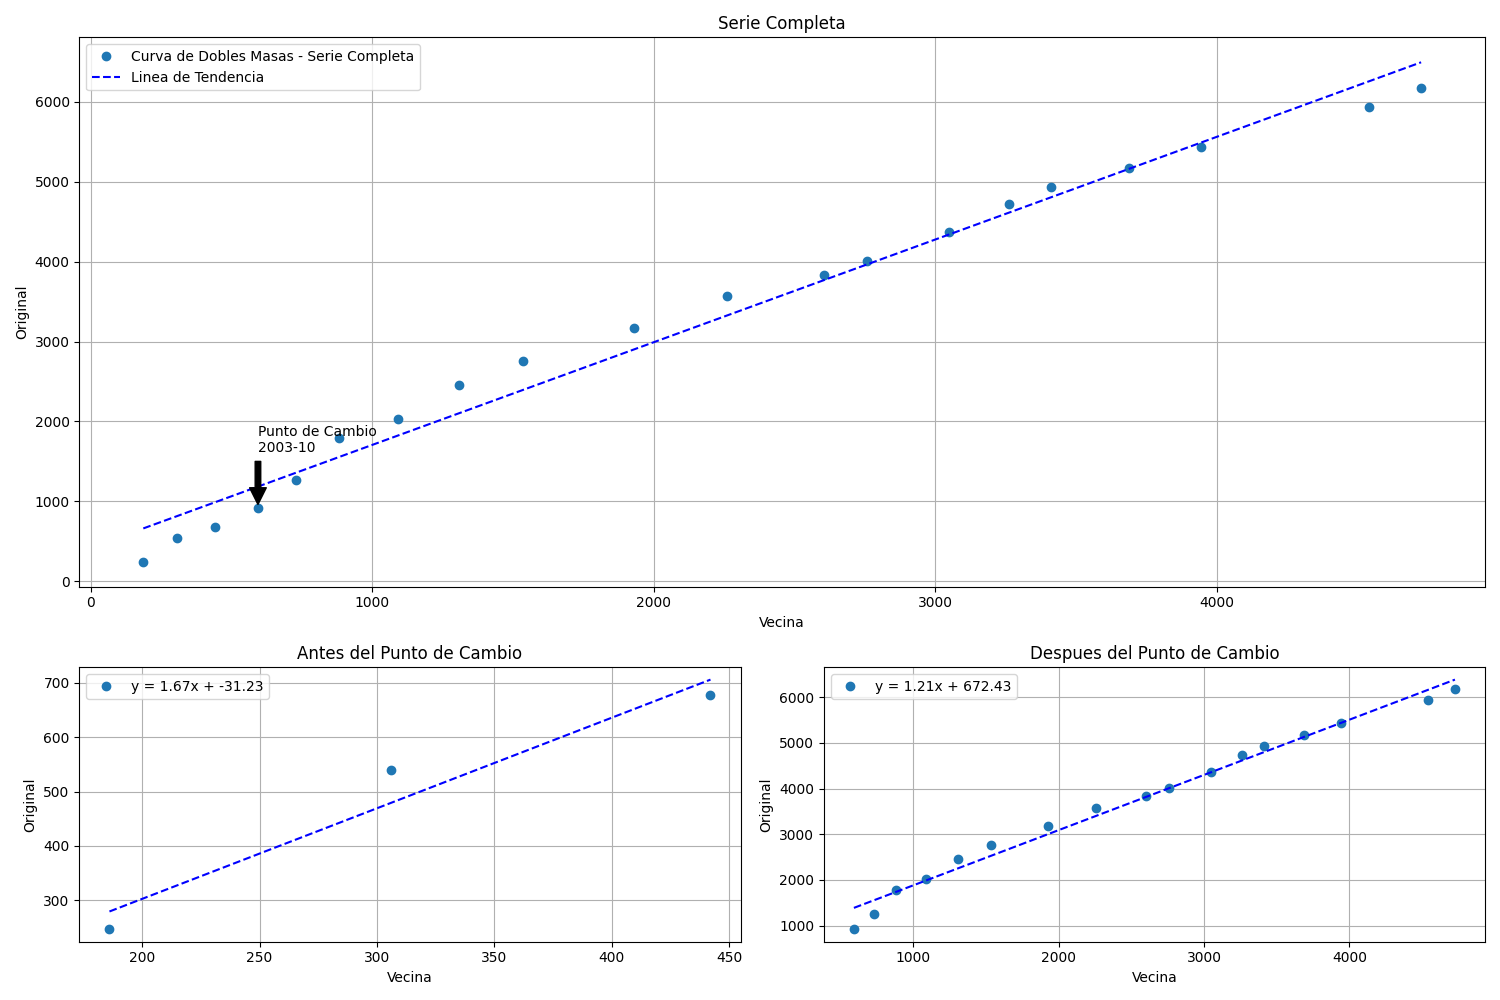 Serie Completa
Curva de Dobles Masas - Serie Completa
Linea de Tendencia
Original
6000
5000
4000
3000
2000
1000
0
Punto de Cambio
2003-10
0 1000 2000 3000 4000
Vecina
Antes del Punto de Cambio
y = 1.67x + -31.23
Original
700
600
500
400
300
200 250 300 350 400 450
Vecina
Despues del Punto de Cambio
y = 1.21x + 672.43
Original
6000
5000
4000
3000
2000
1000
1000 2000 3000 4000
Vecina